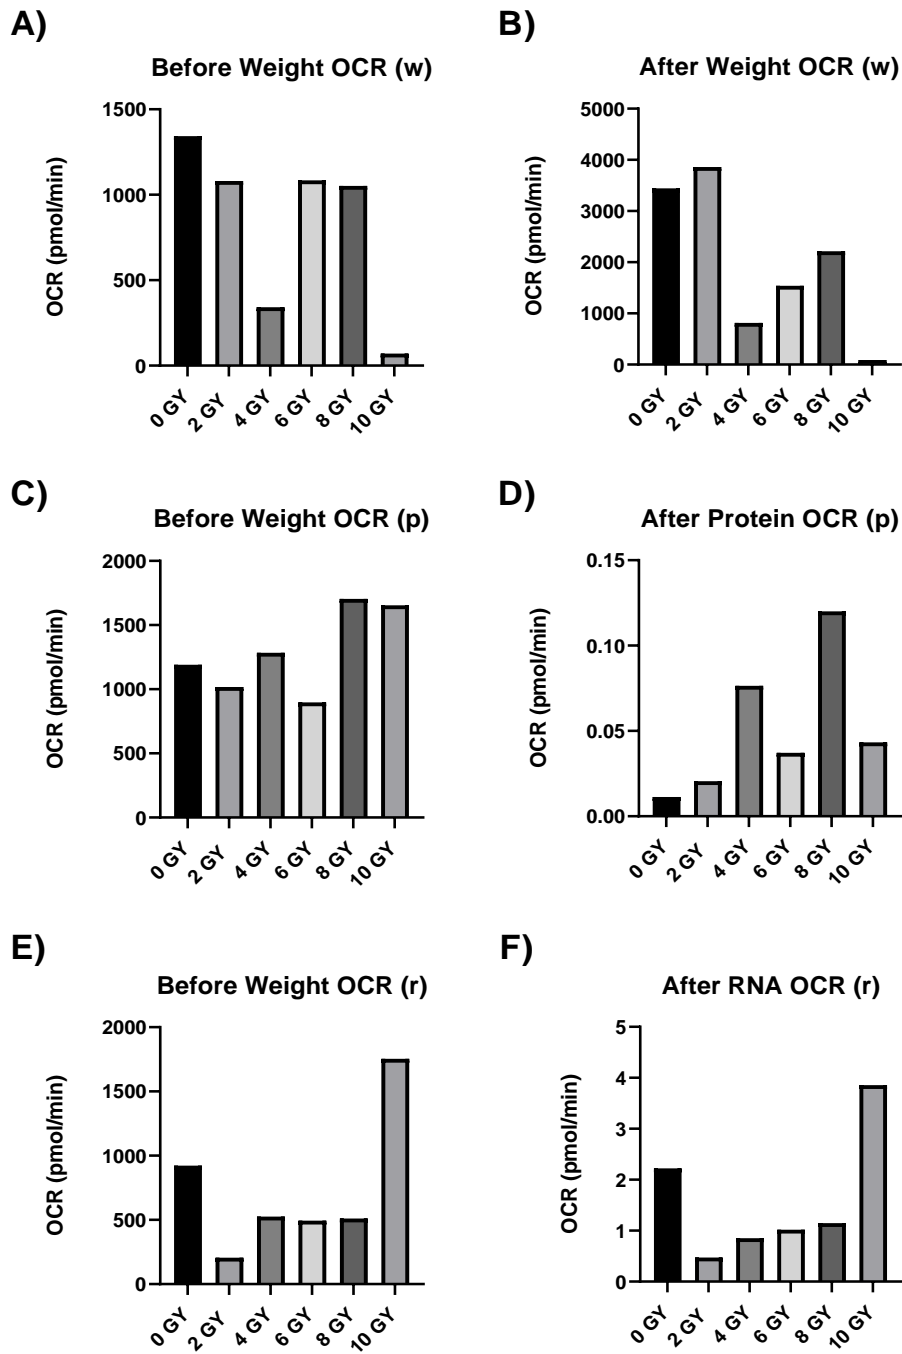 A)
Before Weight OCR (w)
OCR (pmol/min)
1500
1000
500
0
0 GY
2 GY
4 GY
6 GY
8 GY
10 GY
B)
After Weight OCR (w)
OCR (pmol/min)
5000
4000
3000
2000
1000
0
0 GY
2 GY
4 GY
6 GY
8 GY
10 GY
C)
Before Weight OCR (p)
OCR (pmol/min)
2000
1500
1000
500
0
0 GY
2 GY
4 GY
6 GY
8 GY
10 GY
D)
After Protein OCR (p)
OCR (pmol/min)
0.15
0.10
0.05
0.00
0 GY
2 GY
4 GY
6 GY
8 GY
10 GY
E)
Before Weight OCR (r)
OCR (pmol/min)
2000
1500
1000
500
0
0 GY
2 GY
4 GY
6 GY
8 GY
10 GY
F)
After RNA OCR (r)
OCR (pmol/min)
5
4
3
2
1
0
0 GY
2 GY
4 GY
6 GY
8 GY
10 GY